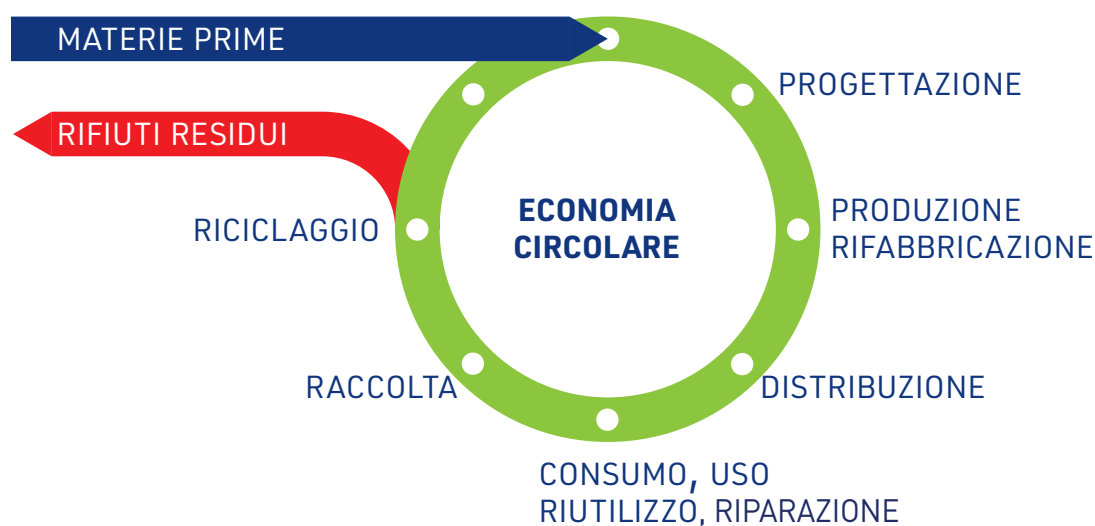 MATERIE PRIME
PROGETTAZIONE
RIFIUTI RESIDUI
ECONOMIA
CIRCOLARE
PRODUZIONE
RIFABBRICAZIONE
RICICLAGGIO
RACCOLTA
DISTRIBUZIONE
CONSUMO, USO
RIUTILIZZO, RIPARAZIONE